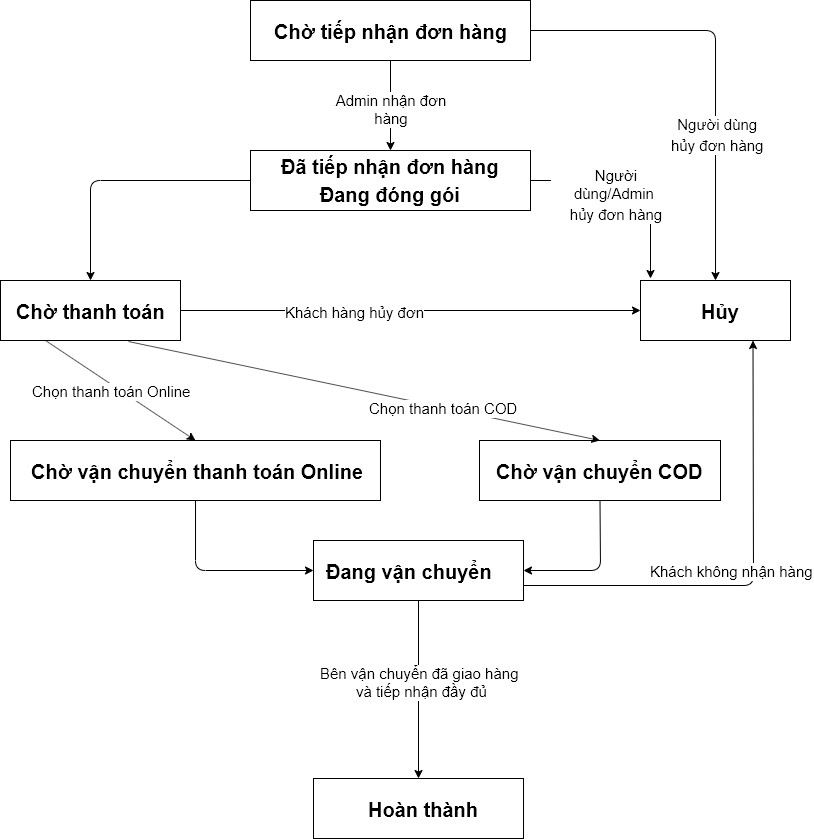 Chờ tiếp nhận đơn hàng
Admin nhận đơn
hàng
Người dùng
hủy đơn hàng
Đã tiếp nhận đơn hàng
Đang đóng gói
Người
dùng/Admin
hủy đơn hàng
Chờ thanh toán
Khách hàng hủy đơn
Hủy
Chọn thanh toán Online
Chọn thanh toán COD
Chờ vận chuyển thanh toán Online
Chờ vận chuyển COD
Đang vận chuyển
Khách không nhận hàng
Bên vận chuyển đã giao hàng
và tiếp nhận đầy đủ
Hoàn thành